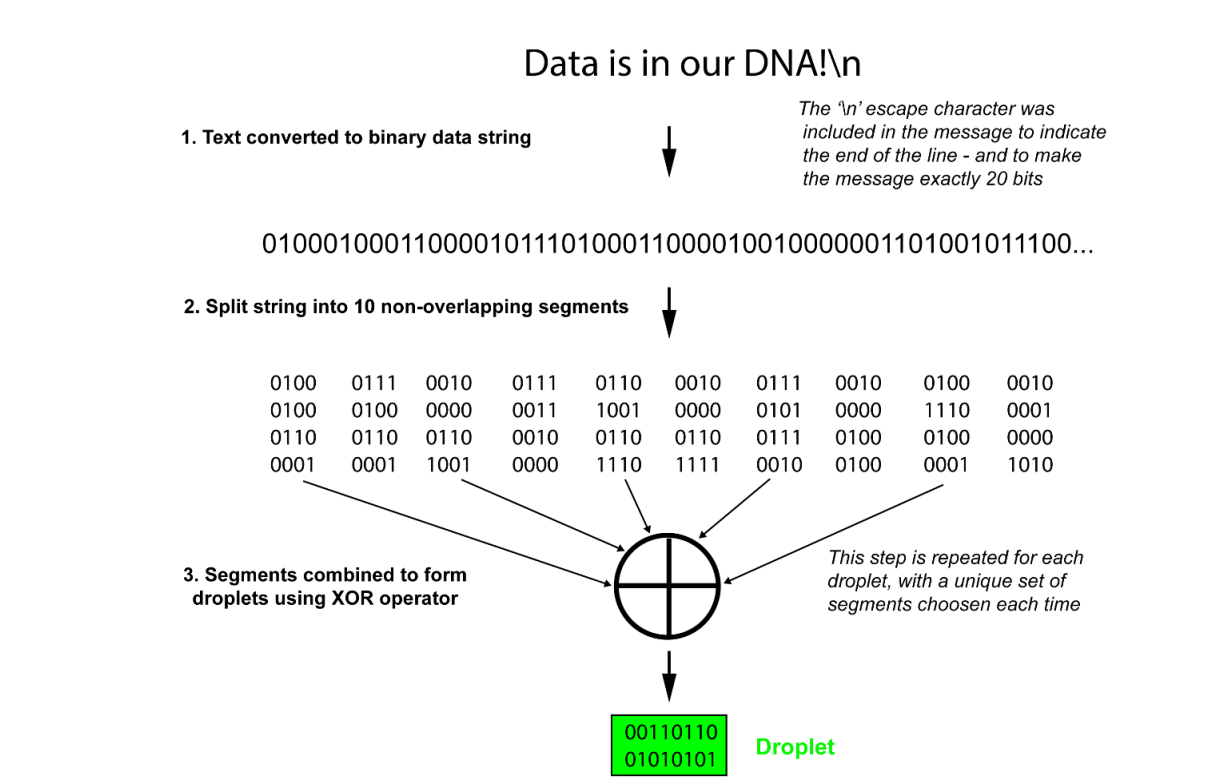 Data is in our DNA!\n
The '\n' escape character was
included in the message to indicate
the end of the line - and to make
the message exactly 20 bits
1. Text converted to binary data string
010001000110000101110100011000010010000001101001011100...
2. Split string into 10 non-overlapping segments
0100 0111 0010 0111 0110 0010 0111 0010 0100 0010
0100 0100 0000 0011 1001 0000 0101 0000 1110 0001
0110 0110 0110 0010 0110 0110 0111 0100 0100 0000
0001 0001 1001 0000 1110 1111 0010 0100 0001 1010
3. Segments combined to form
droplets using XOR operator
This step is repeated for each
droplet, with a unique set of
segments choosen each time
00110110
01010101
Droplet